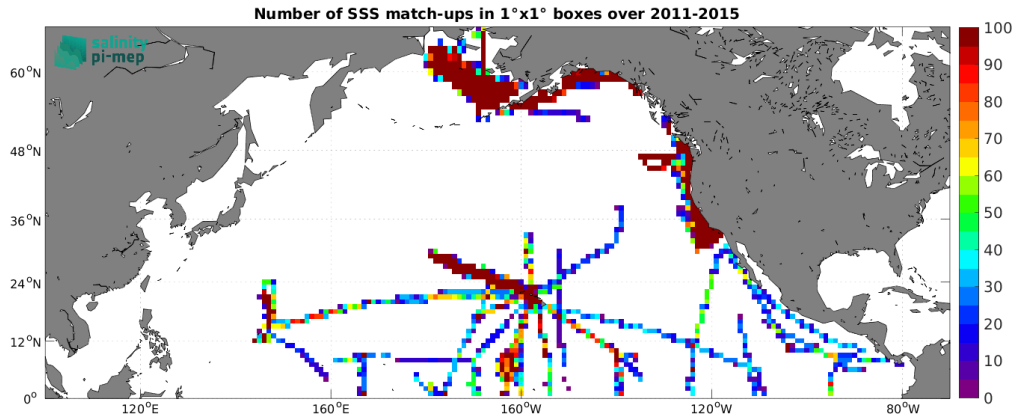 Number of SSS match-ups in 1°x1° boxes over 2011-2015
salinity
pi-mep
60°N
48°N
36°N
24°N
12°N
0°
120°E
160°E
160°W
120°W
80°W
100
90
80
70
60
50
40
30
20
10
0